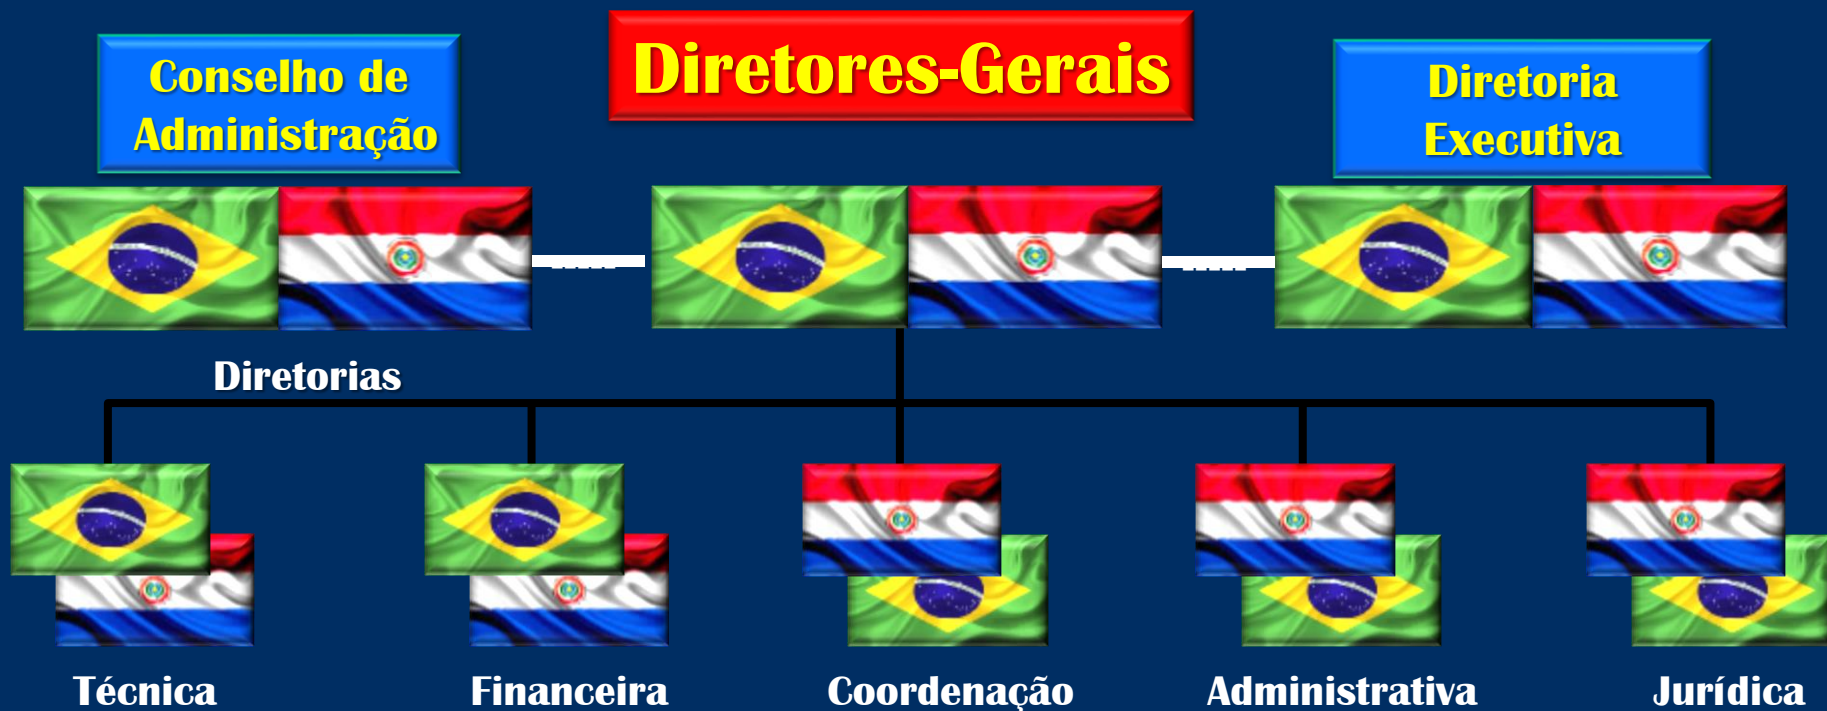 Conselho de
Administração
Diretores-Gerais
Diretoria
Executiva
Diretorias
Técnica
Financeira
Coordenação
Administrativa
Jurídica